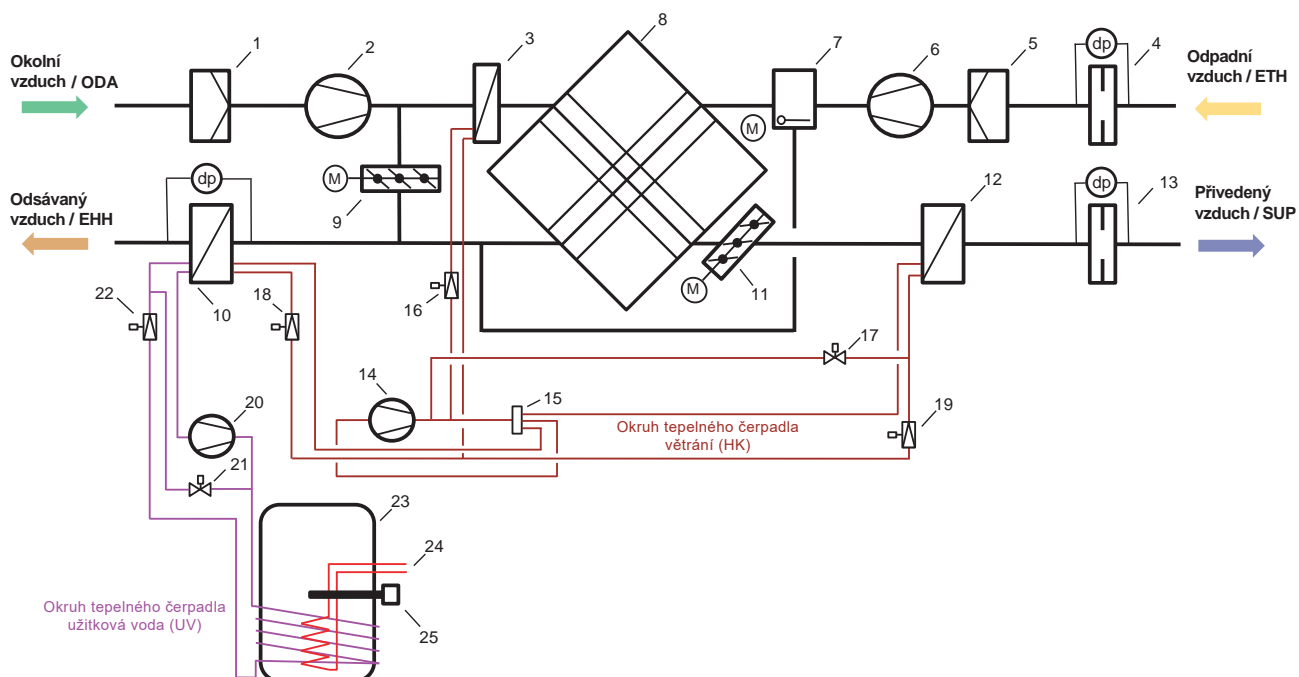 1
2
3
8
7
6
5
4
Okolní
vzduch / ODA
dp
Odpadní
vzduch / ETH
M
M
dp
Odsávaný
vzduch / EHH
9
12
dp
13
Přivedený
vzduch / SUP
M
11
22
10
18
16
17
14
15
19
20
Okruh tepelného čerpadla
větrání (HK)
21
23
24
Okruh tepelného čerpadla
užitková voda (UV)
25